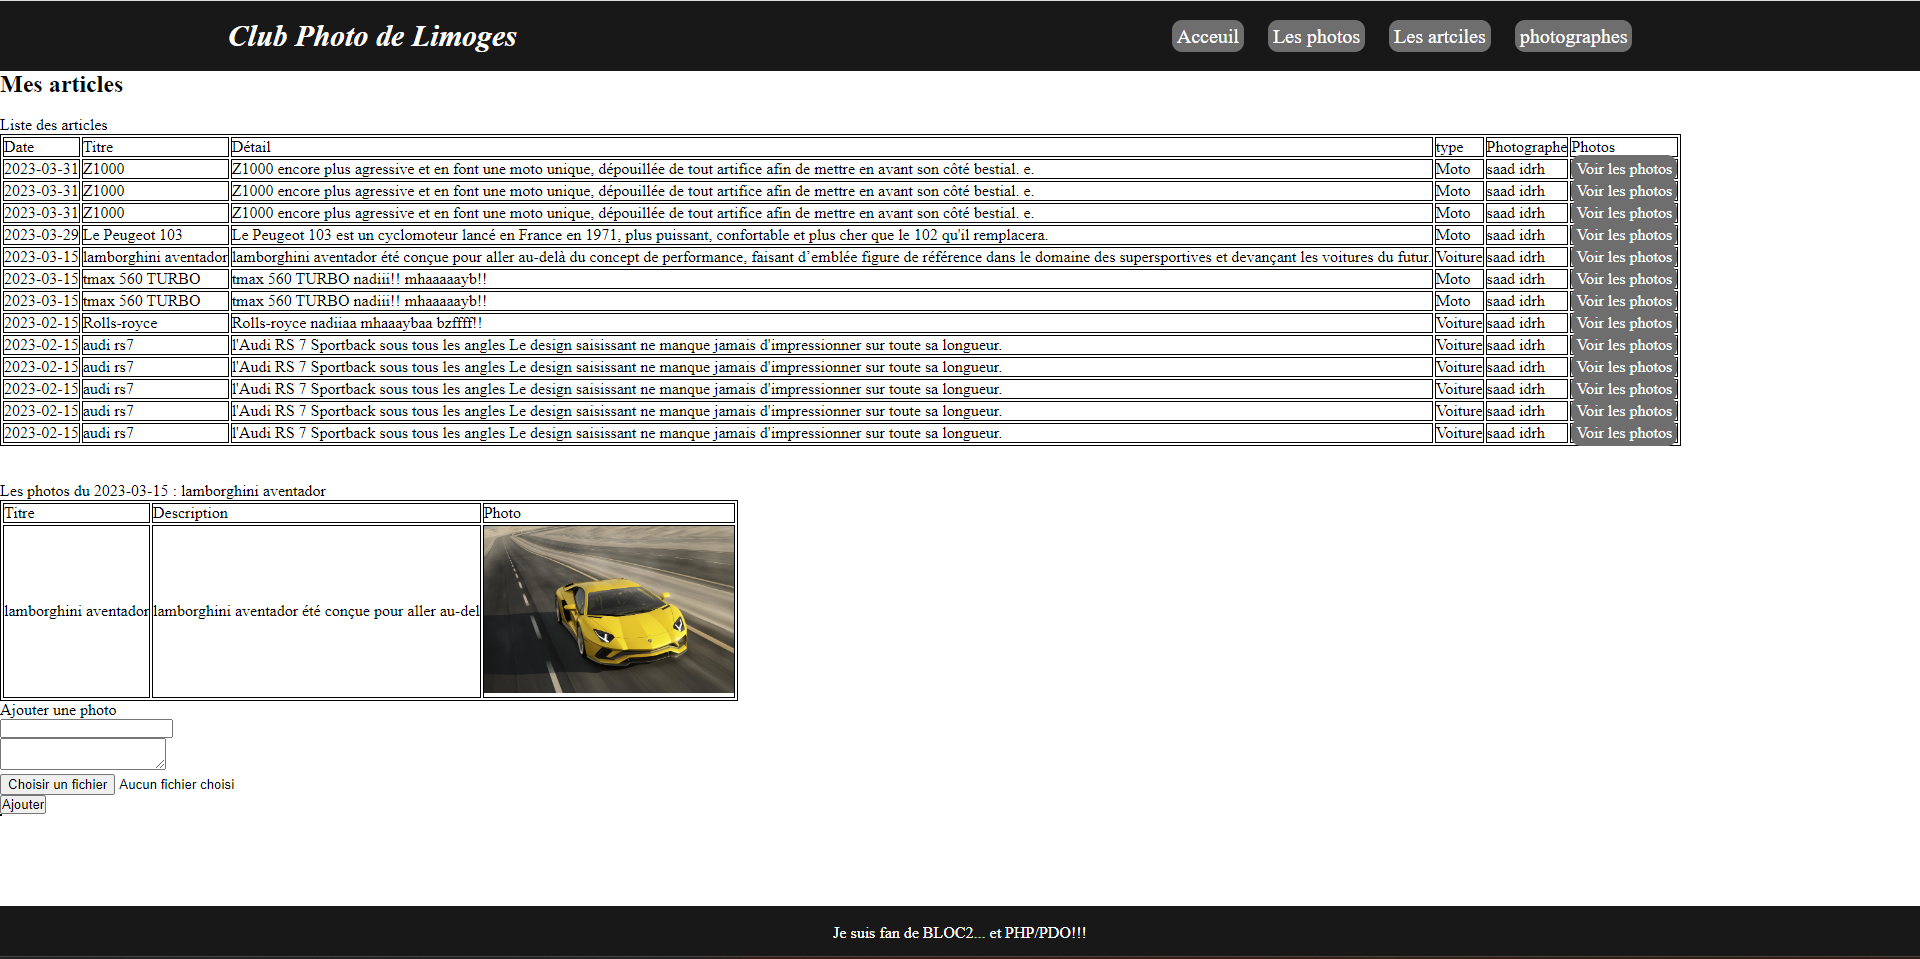 Club Photo de Limoges Acceuil Les photos Les artciles photographes
Mes articles
Liste des articles
Date Titre Détail type Photographe Photos
2023-03-31 Z1000 Z1000 encore plus agressive et en font une moto unique, dépouillée de tout artifice afin de mettre en avant son côté bestial. e. Moto saad idrh Voir les photos
2023-03-31 Z1000 Z1000 encore plus agressive et en font une moto unique, dépouillée de tout artifice afin de mettre en avant son côté bestial. e. Moto saad idrh Voir les photos
2023-03-31 Z1000 Z1000 encore plus agressive et en font une moto unique, dépouillée de tout artifice afin de mettre en avant son côté bestial. e. Moto saad idrh Voir les photos
2023-03-29 Le Peugeot 103 Le Peugeot 103 est un cyclomoteur lancé en France en 1971, plus puissant, confortable et plus cher que le 102 qu'il remplacera. Moto saad idrh Voir les photos
2023-03-15 lamborghini aventador lamborghini aventador été conçue pour aller au-delà du concept de performance, faisant d’emblée figure de référence dans le domaine des supersportives et devançant les voitures du futur. Voiture saad idrh Voir les photos
2023-03-15 tmax 560 TURBO tmax 560 TURBO nadiii!! mhaaaaayb!! Moto saad idrh Voir les photos
2023-03-15 tmax 560 TURBO tmax 560 TURBO nadiii!! mhaaaaayb!! Moto saad idrh Voir les photos
2023-02-15 Rolls-royce Rolls-royce nadiiaa mhaaaybaa bzffff!! Voiture saad idrh Voir les photos
2023-02-15 audi rs7 l'Audi RS 7 Sportback sous tous les angles Le design saisissant ne manque jamais d'impressionner sur toute sa longueur. Voiture saad idrh Voir les photos
2023-02-15 audi rs7 l'Audi RS 7 Sportback sous tous les angles Le design saisissant ne manque jamais d'impressionner sur toute sa longueur. Voiture saad idrh Voir les photos
2023-02-15 audi rs7 l'Audi RS 7 Sportback sous tous les angles Le design saisissant ne manque jamais d'impressionner sur toute sa longueur. Voiture saad idrh Voir les photos
2023-02-15 audi rs7 l'Audi RS 7 Sportback sous tous les angles Le design saisissant ne manque jamais d'impressionner sur toute sa longueur. Voiture saad idrh Voir les photos
2023-02-15 audi rs7 l'Audi RS 7 Sportback sous tous les angles Le design saisissant ne manque jamais d'impressionner sur toute sa longueur. Voiture saad idrh Voir les photos
Les photos du 2023-03-15 : lamborghini aventador
Titre Description Photo
lamborghini aventador lamborghini aventador été conçue pour aller au-del
Ajouter une photo
Choisir un fichier Aucun fichier choisi
Ajouter
Je suis fan de BLOC2... et PHP/PDO!!!